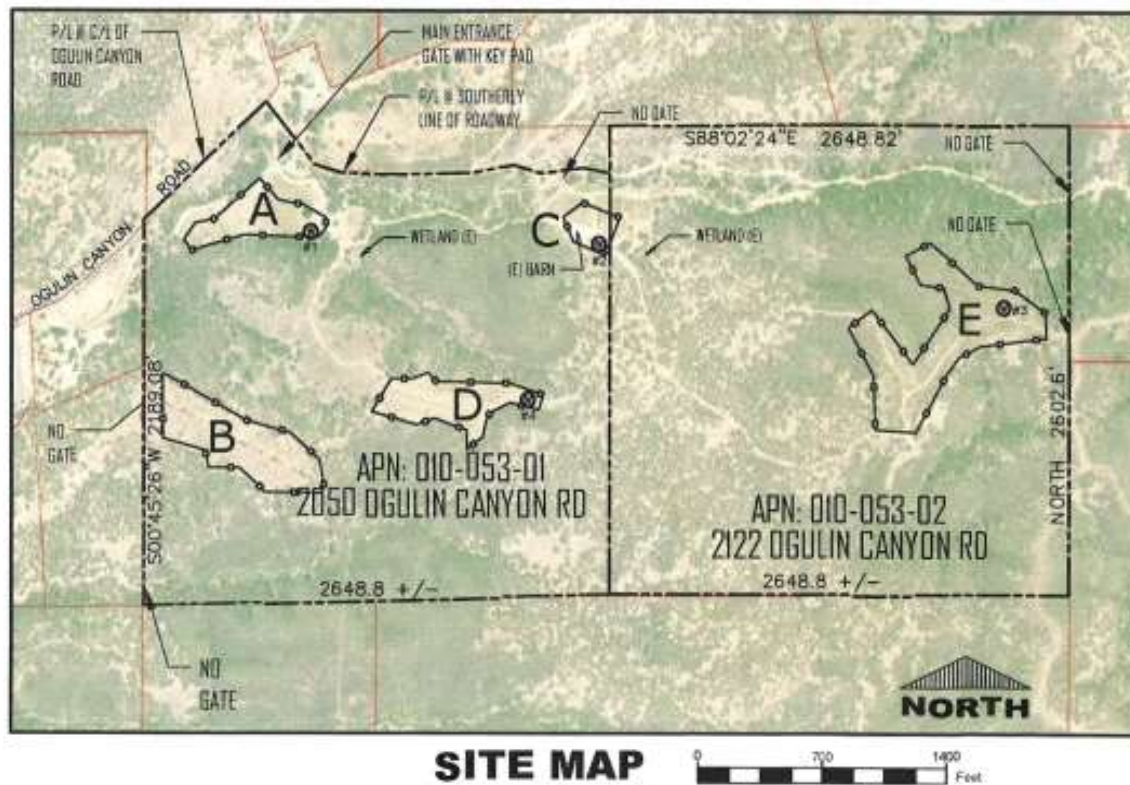 P/L @ C/L OF
OGULIN CANYON
ROAD
MAIN ENTRANCE
GATE WITH KEY PAD
P/L @ SOUTHERLY
LINE OF ROADWAY
NO GATE
S88°02'24"E 2648.82'
NO GATE
OGULIN CANYON ROAD
A
#1
WETLAND (E)
C
(E) BARN
WETLAND (E)
NO GATE
E
#3
S00°45'26"W 2189.08'
NO
GATE
B
D
#4
NORTH 2602.6'
APN: 010-053-01
2050 OGULIN CANYON RD
APN: 010-053-02
2122 OGULIN CANYON RD
2648.8 +/-
2648.8 +/-
NO
GATE
NORTH
SITE MAP
0 700 1400
Feet